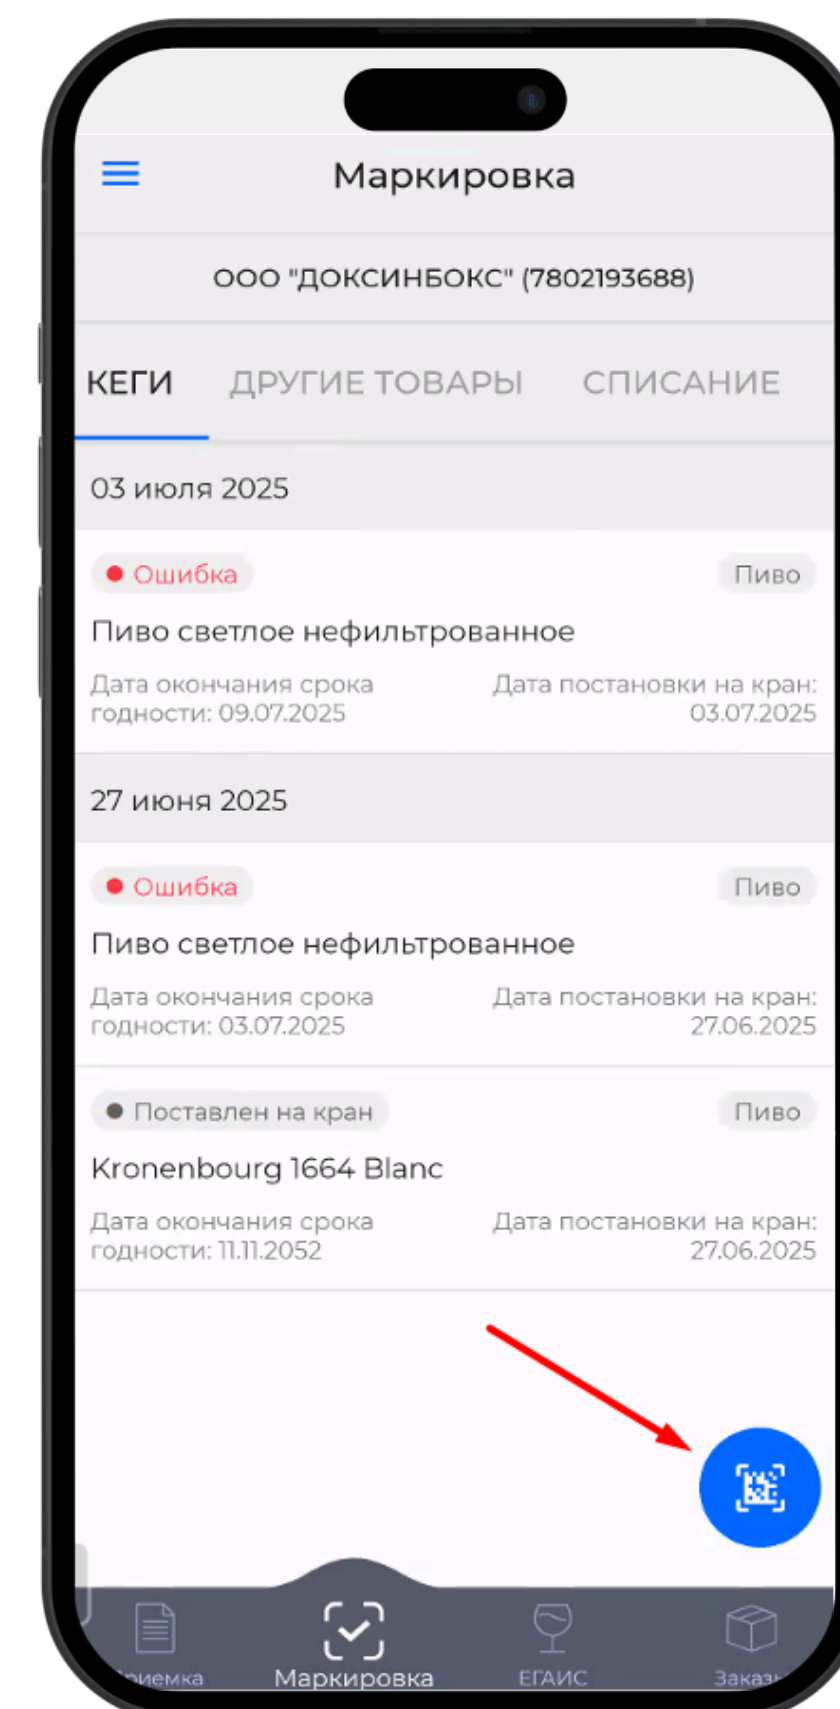 Маркировка
ООО "ДОКСИНБОКС" (7802193688)
КЕГИ ДРУГИЕ ТОВАРЫ СПИСАНИЕ
03 июля 2025
Ошибка Пиво
Пиво светлое нефильтрованное
Дата окончания срока Дата постановки на кран:
годности: 09.07.2025 03.07.2025
27 июня 2025
Ошибка Пиво
Пиво светлое нефильтрованное
Дата окончания срока Дата постановки на кран:
годности: 03.07.2025 27.06.2025
Поставлен на кран Пиво
Kronenbourg 1664 Blanc
Дата окончания срока Дата постановки на кран:
годности: 11.11.2052 27.06.2025
Маркировка ЕГАИС